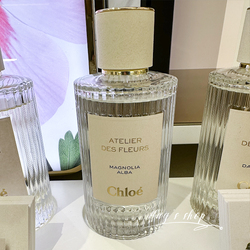 ATELIER
DES FLEURS
MAGNOLIA
ALBA
Chloé